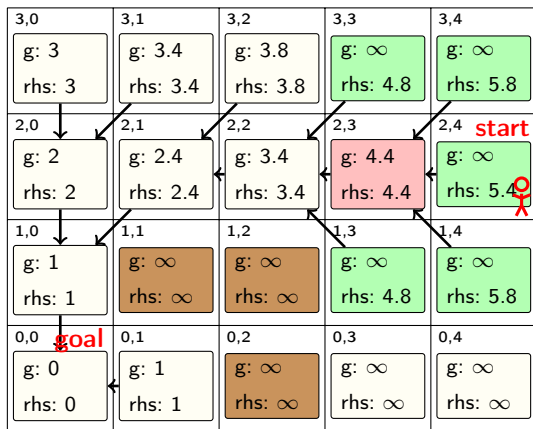 3,0 3,1 3,2 3,3 3,4
g: 3 g: 3.4 g: 3.8 g: ∞ g: ∞
rhs: 3 rhs: 3.4 rhs: 3.8 rhs: 4.8 rhs: 5.8
2,0 2,1 2,2 2,3 2,4 start
g: 2 g: 2.4 g: 3.4 g: 4.4 g: ∞
rhs: 2 rhs: 2.4 rhs: 3.4 rhs: 4.4 rhs: 5.4
1,0 1,1 1,2 1,3 1,4
g: 1 g: ∞ g: ∞ g: ∞ g: ∞
rhs: 1 rhs: ∞ rhs: ∞ rhs: 4.8 rhs: 5.8
0,0 goal 0,1 0,2 0,3 0,4
g: 0 g: 1 g: ∞ g: ∞ g: ∞
rhs: 0 rhs: 1 rhs: ∞ rhs: ∞ rhs: ∞